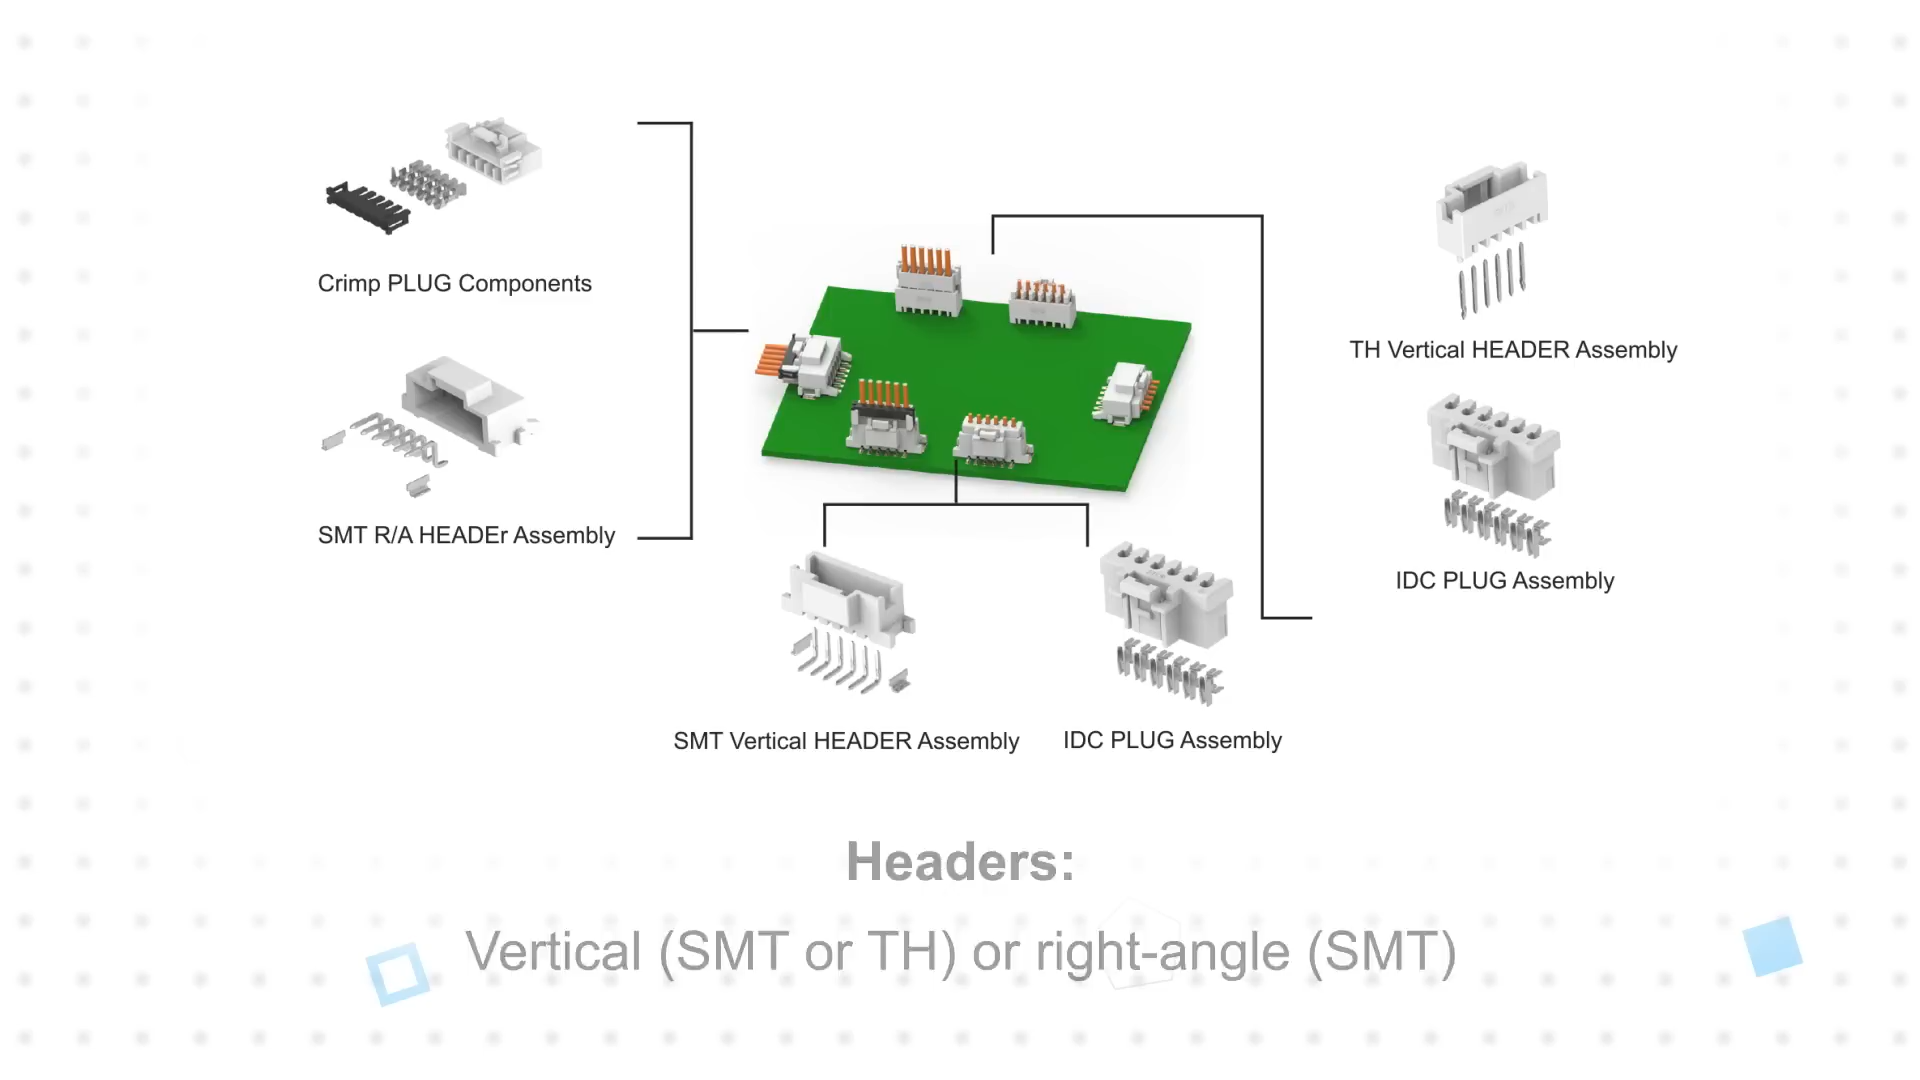 Crimp PLUG Components
SMT R/A HEADEr Assembly
TH Vertical HEADER Assembly
IDC PLUG Assembly
SMT Vertical HEADER Assembly
IDC PLUG Assembly
Headers:
Vertical (SMT or TH) or right-angle (SMT)